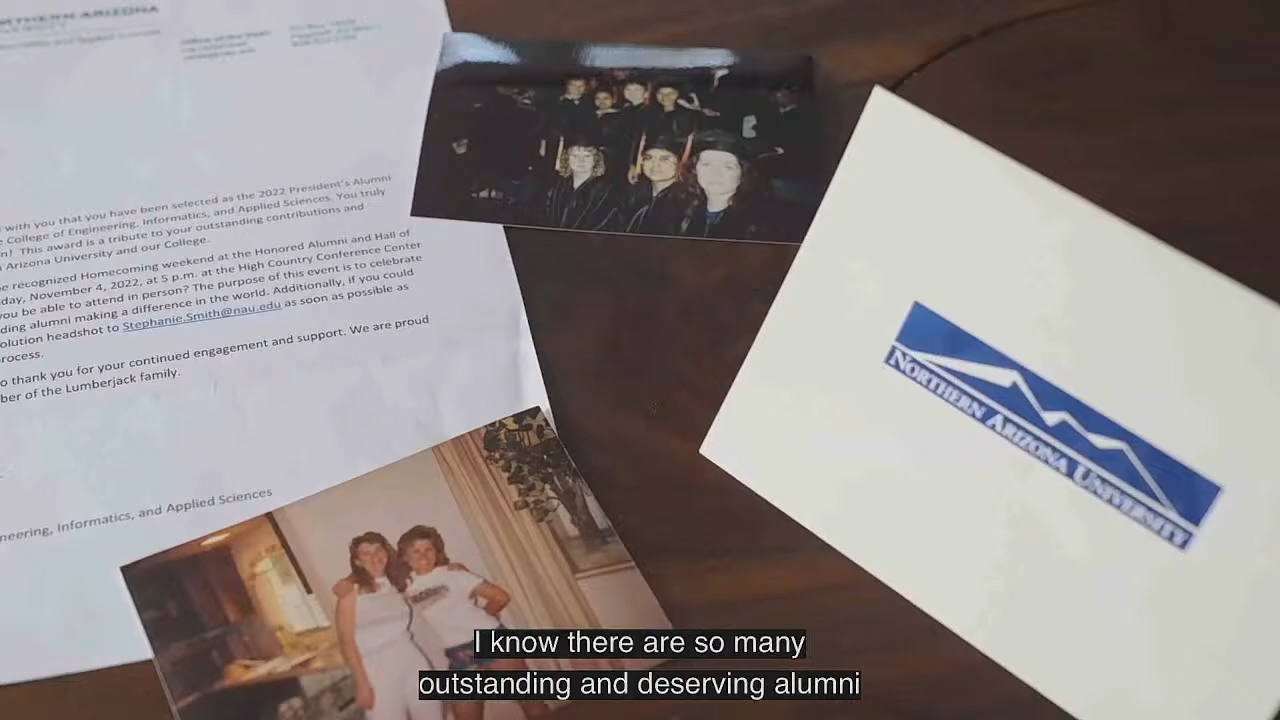 NORTHERN ARIZONA
with you that you have been selected as the 2022 President's Alumni
College of Engineering, Informatics, and Applied Sciences. You truly
n! This award is a tribute to your outstanding contributions and
Arizona University and our College.
e recognized Homecoming weekend at the Honored Alumni and Hall of
day, November 4, 2022, at 5 p.m. at the High Country Conference Center
you be able to attend in person? The purpose of this event is to celebrate
ding alumni making a difference in the world. Additionally, if you could
olution headshot to Stephanie.Smith@nau.edu as soon as possible as
rocess.
o thank you for your continued engagement and support. We are proud
ber of the Lumberjack family.
neering, Informatics, and Applied Sciences
NORTHERN ARIZONA UNIVERSITY
I know there are so many
outstanding and deserving alumni